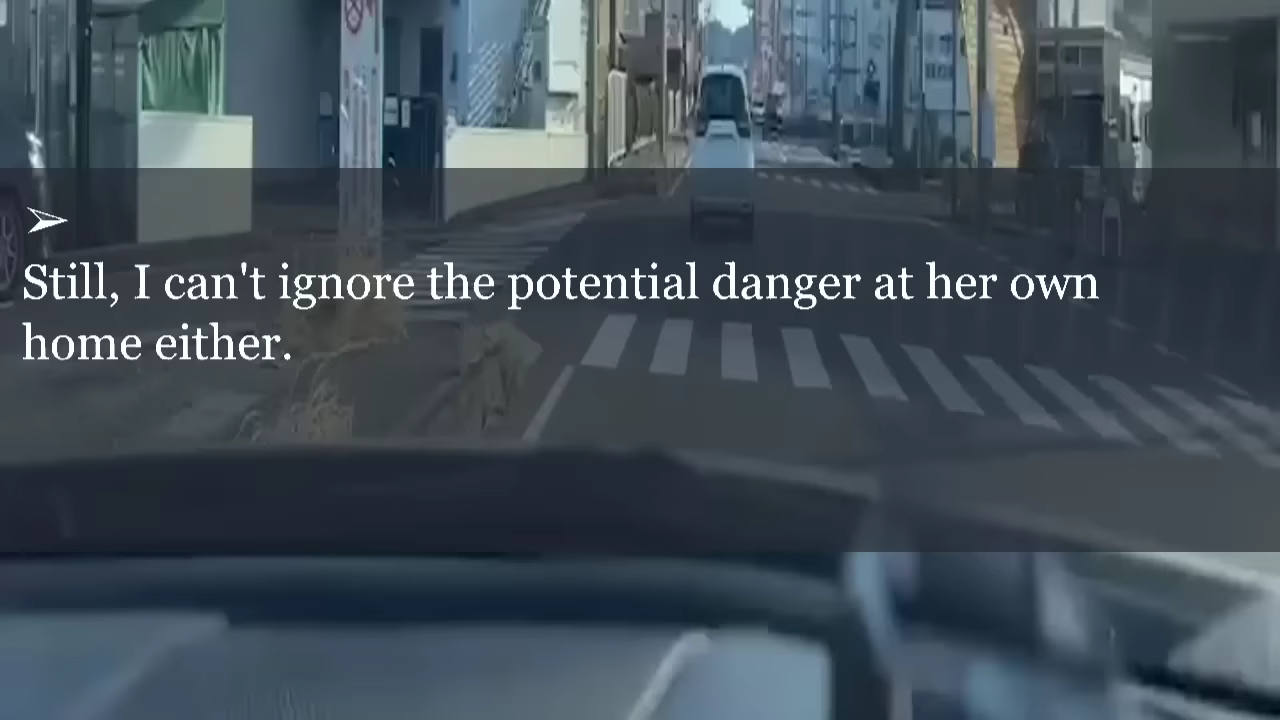 Still, I can't ignore the potential danger at her own
home either.